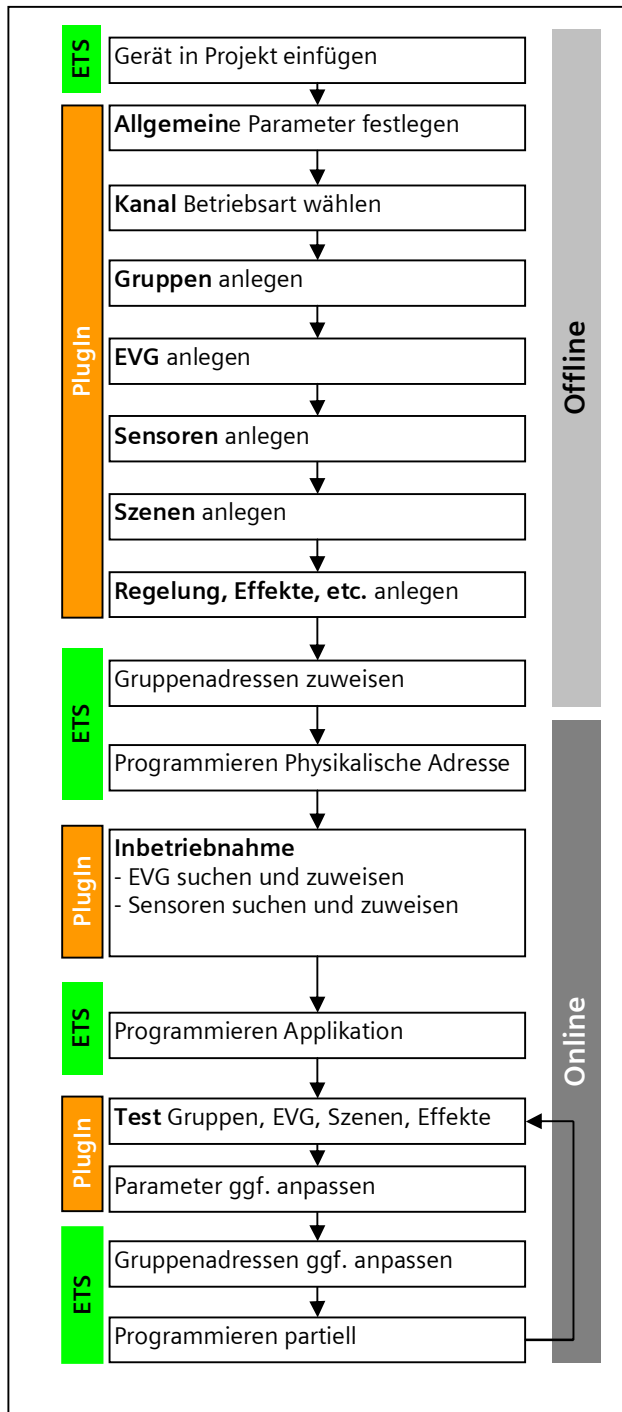 ETS
Gerät in Projekt einfügen
PlugIn
Allgemeine Parameter festlegen
Kanal Betriebsart wählen
Gruppen anlegen
EVG anlegen
Sensoren anlegen
Szenen anlegen
Regelung, Effekte, etc. anlegen
Offline
ETS
Gruppenadressen zuweisen
Programmieren Physikalische Adresse
PlugIn
Inbetriebnahme
- EVG suchen und zuweisen
- Sensoren suchen und zuweisen
ETS
Programmieren Applikation
Online
PlugIn
Test Gruppen, EVG, Szenen, Effekte
Parameter ggf. anpassen
ETS
Gruppenadressen ggf. anpassen
Programmieren partiell